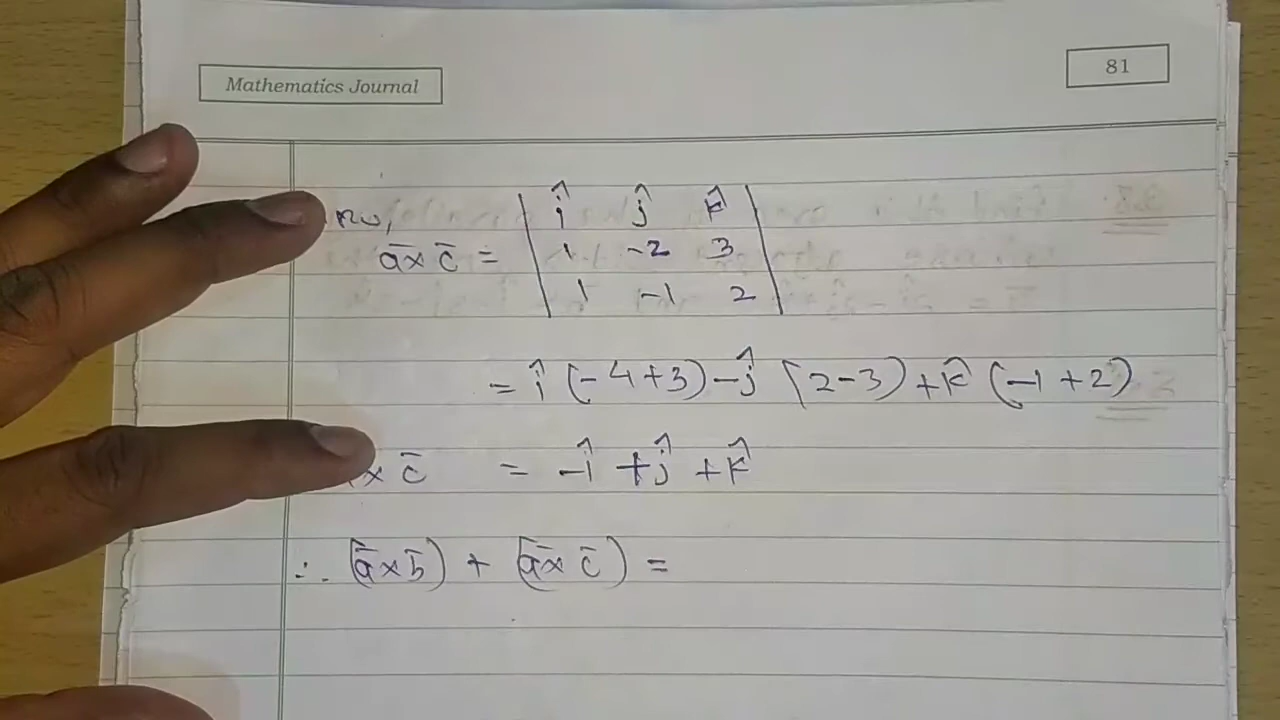 Mathematics Journal
81
a̅ x c̅ = | î ĵ k̂ |
| 1 -2 3 |
| 1 -1 2 |
= î (-4+3) -ĵ (2-3) + k̂ (-1+2)
x c̅ = -î +ĵ + k̂
∴ (a̅ x b̅) + (a̅ x c̅) =